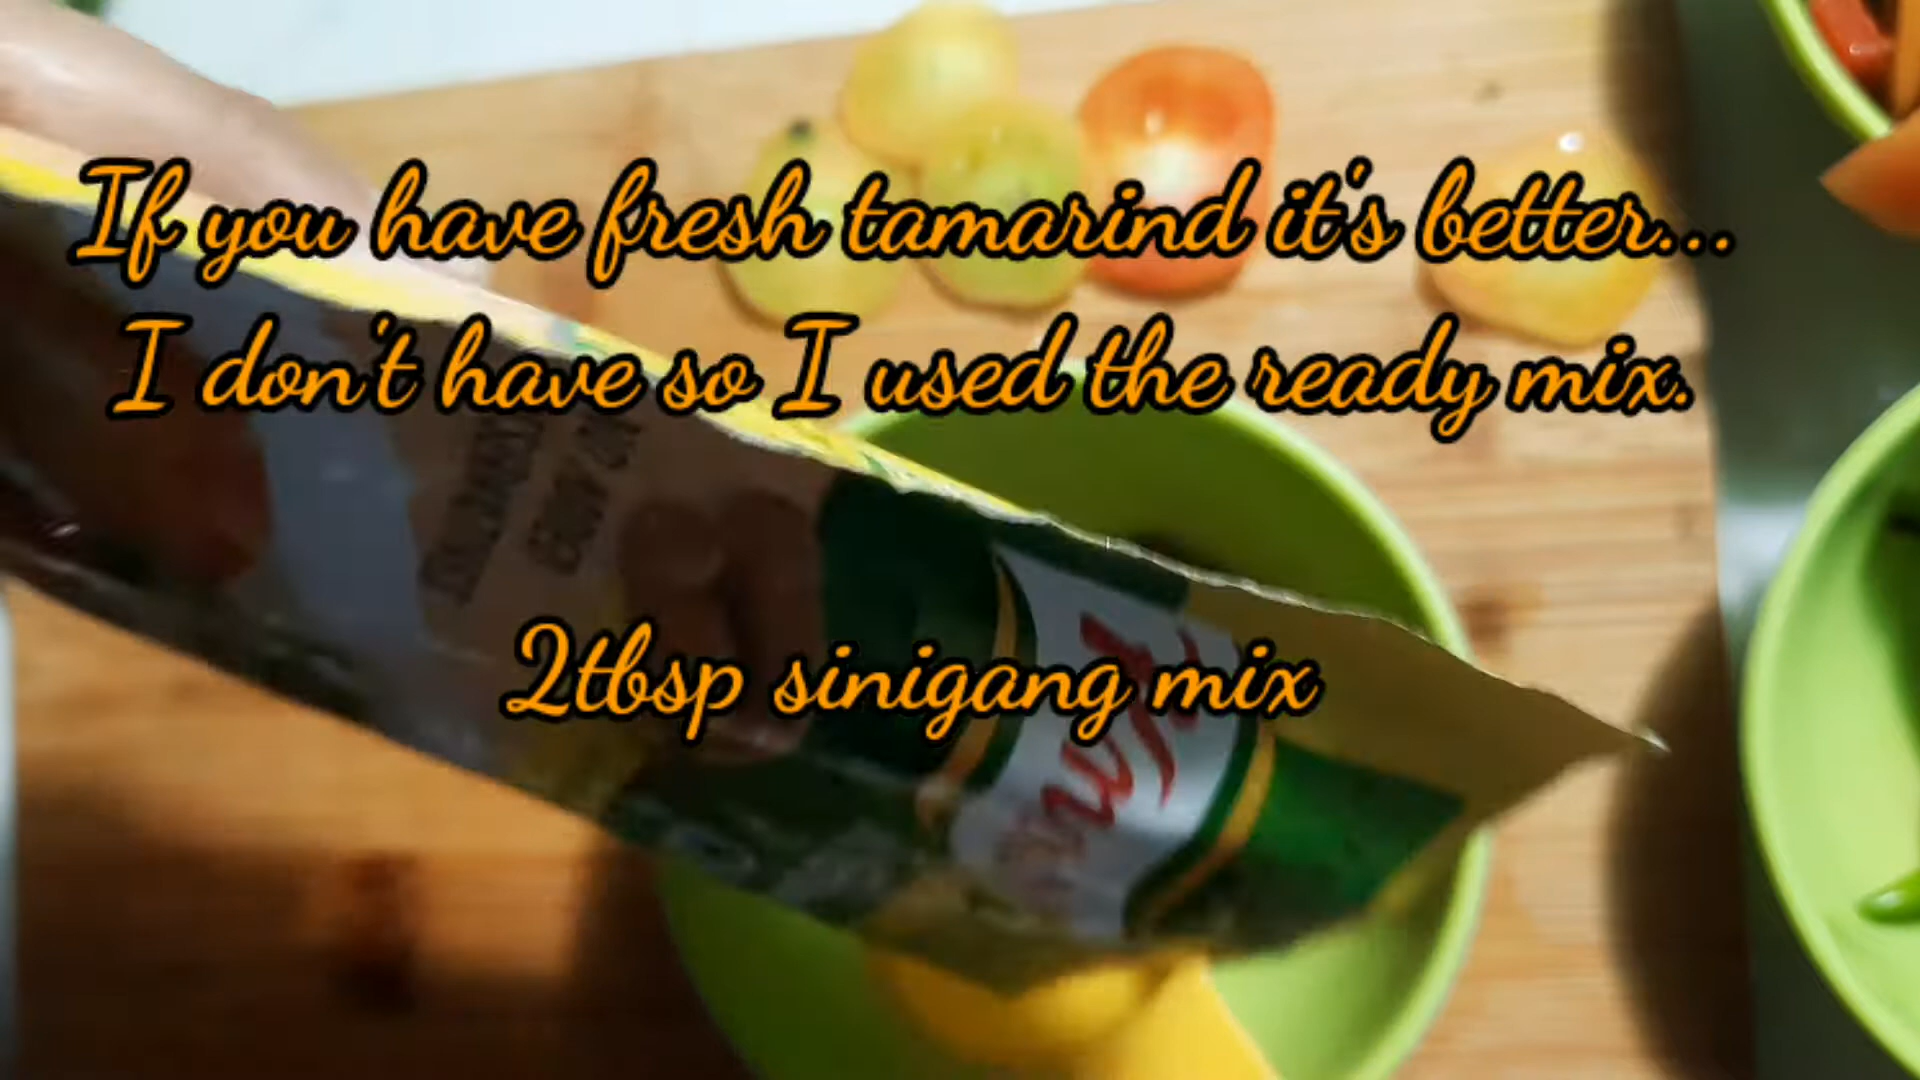 If you have fresh tamarind it's better...
I don't have so I used the ready mix.
2tbsp sinigang mix